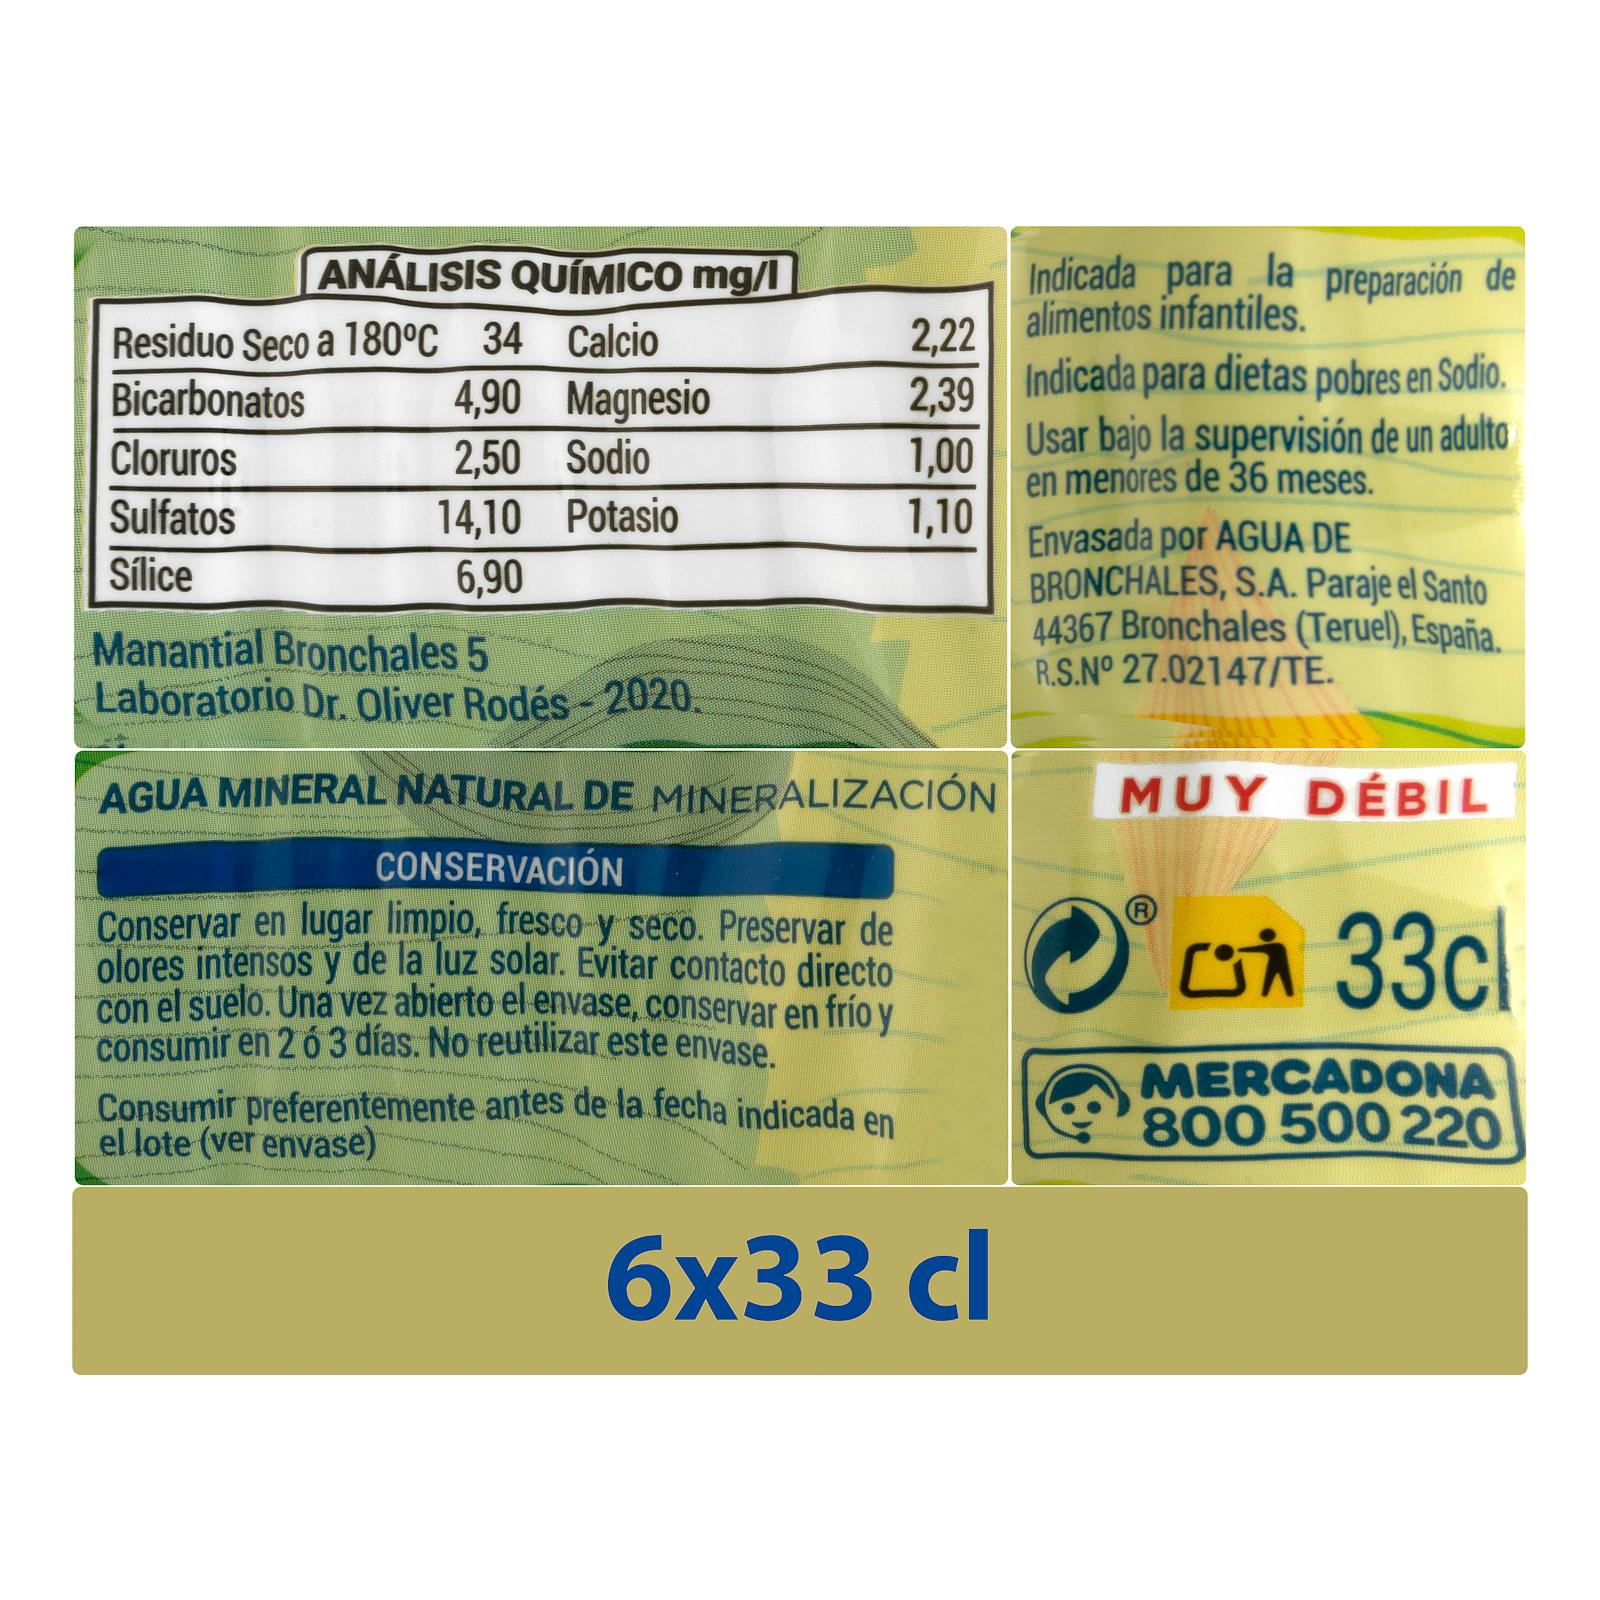 ANÁLISIS QUÍMICO mg/l
Residuo Seco a 180ºC 34 Calcio 2,22
Bicarbonatos 4,90 Magnesio 2,39
Cloruros 2,50 Sodio 1,00
Sulfatos 14,10 Potasio 1,10
Sílice 6,90
Manantial Bronchales 5
Laboratorio Dr. Oliver Rodés - 2020.
Indicada para la preparación de
alimentos infantiles.
Indicada para dietas pobres en Sodio.
Usar bajo la supervisión de un adulto
en menores de 36 meses.
Envasada por AGUA DE
BRONCHALES, S.A. Paraje el Santo
44367 Bronchales (Teruel), España.
R.S.Nº 27.02147/TE.
AGUA MINERAL NATURAL DE MINERALIZACIÓN
CONSERVACIÓN
Conservar en lugar limpio, fresco y seco. Preservar de
olores intensos y de la luz solar. Evitar contacto directo
con el suelo. Una vez abierto el envase, conservar en frío y
consumir en 2 ó 3 días. No reutilizar este envase.
Consumir preferentemente antes de la fecha indicada en
el lote (ver envase)
MUY DÉBIL
®
33cl
MERCADONA
800 500 220
6x33 cl